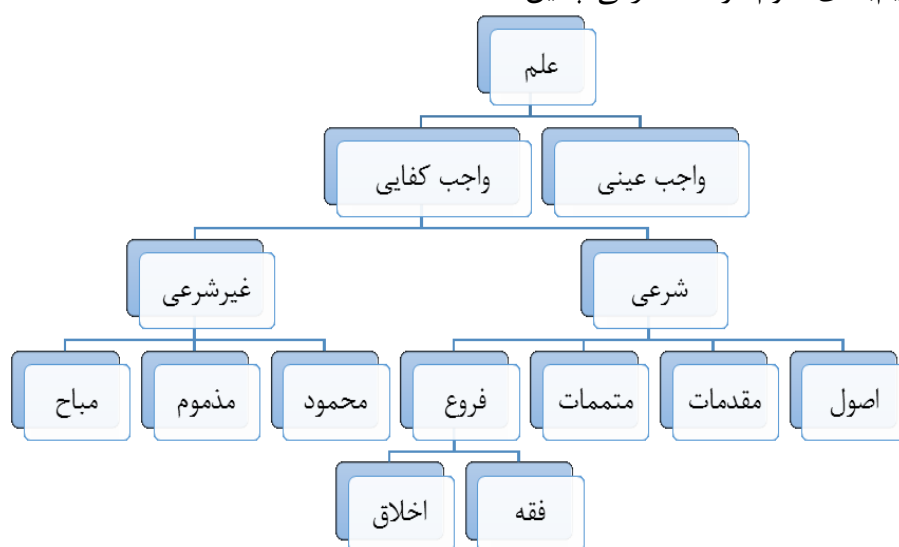 علم
واجب عینی
واجب کفایی
شرعی
غیرشرعی
اصول
مقدمات
متممات
فروع
محمود
مذموم
مباح
فقه
اخلاق